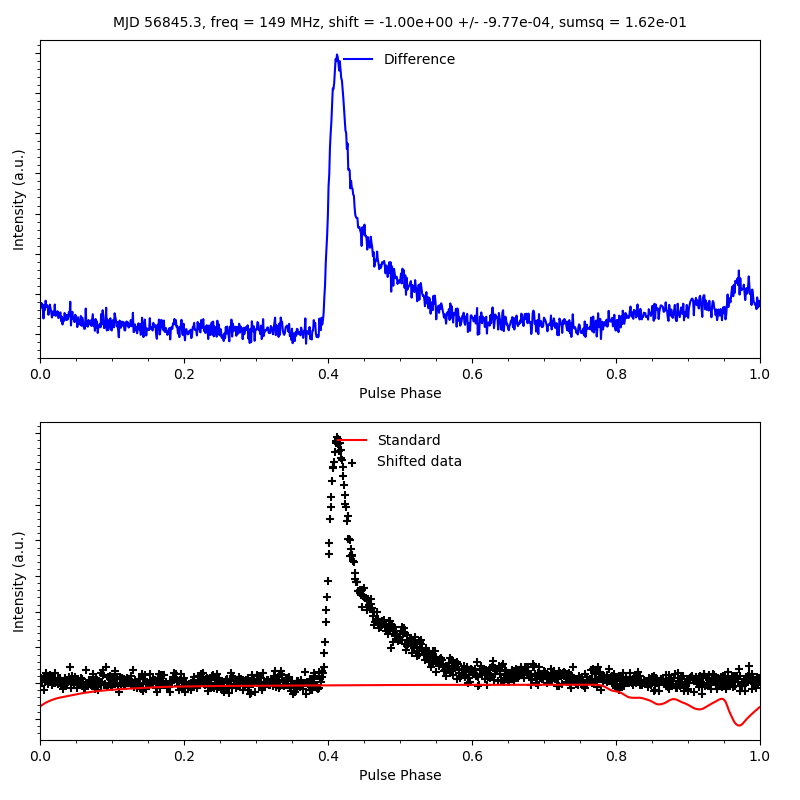 MJD 56845.3, freq = 149 MHz, shift = -1.00e+00 +/- -9.77e-04, sumsq = 1.62e-01
Difference
Intensity (a.u.)
0.0 0.2 0.4 0.6 0.8 1.0
Pulse Phase
Standard
Shifted data
Intensity (a.u.)
0.0 0.2 0.4 0.6 0.8 1.0
Pulse Phase